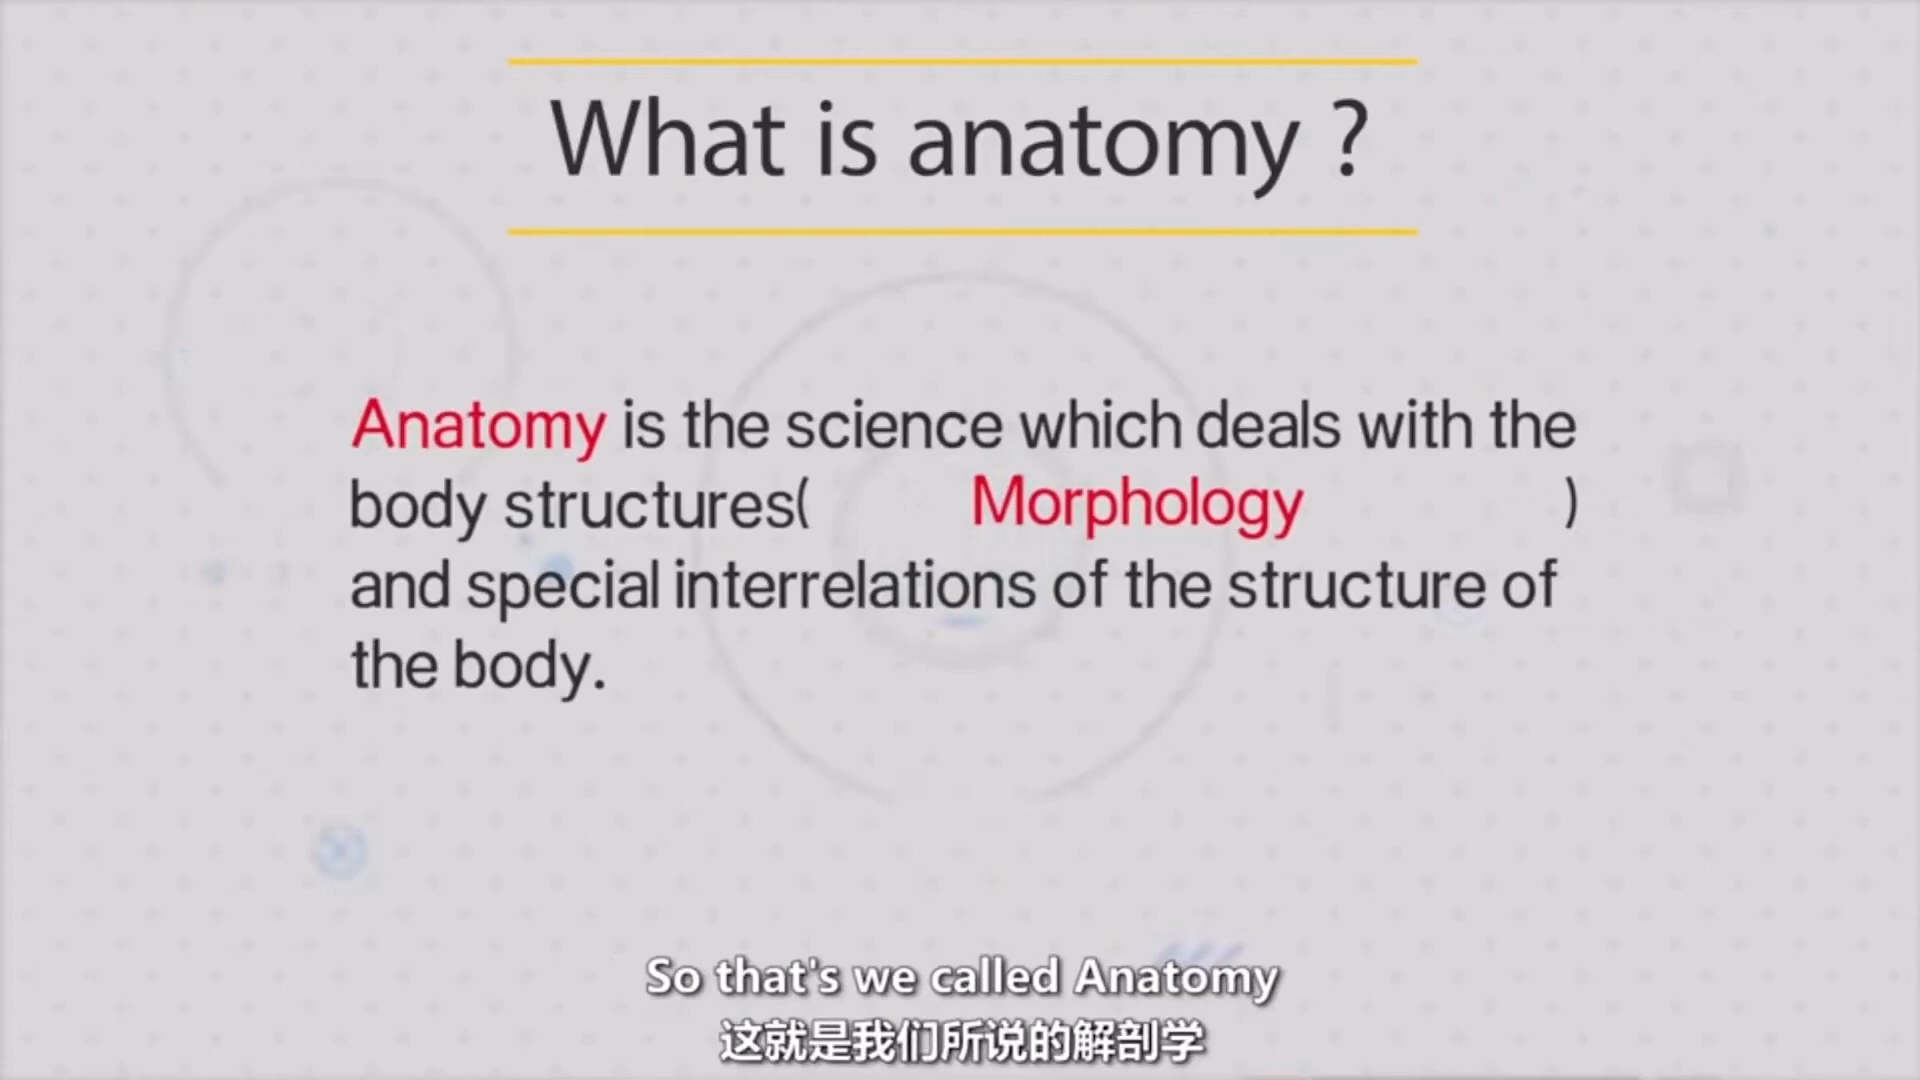 What is anatomy ?
Anatomy is the science which deals with the
body structures( Morphology )
and special interrelations of the structure of
the body.
So that's we called Anatomy
这就是我们所说的解剖学